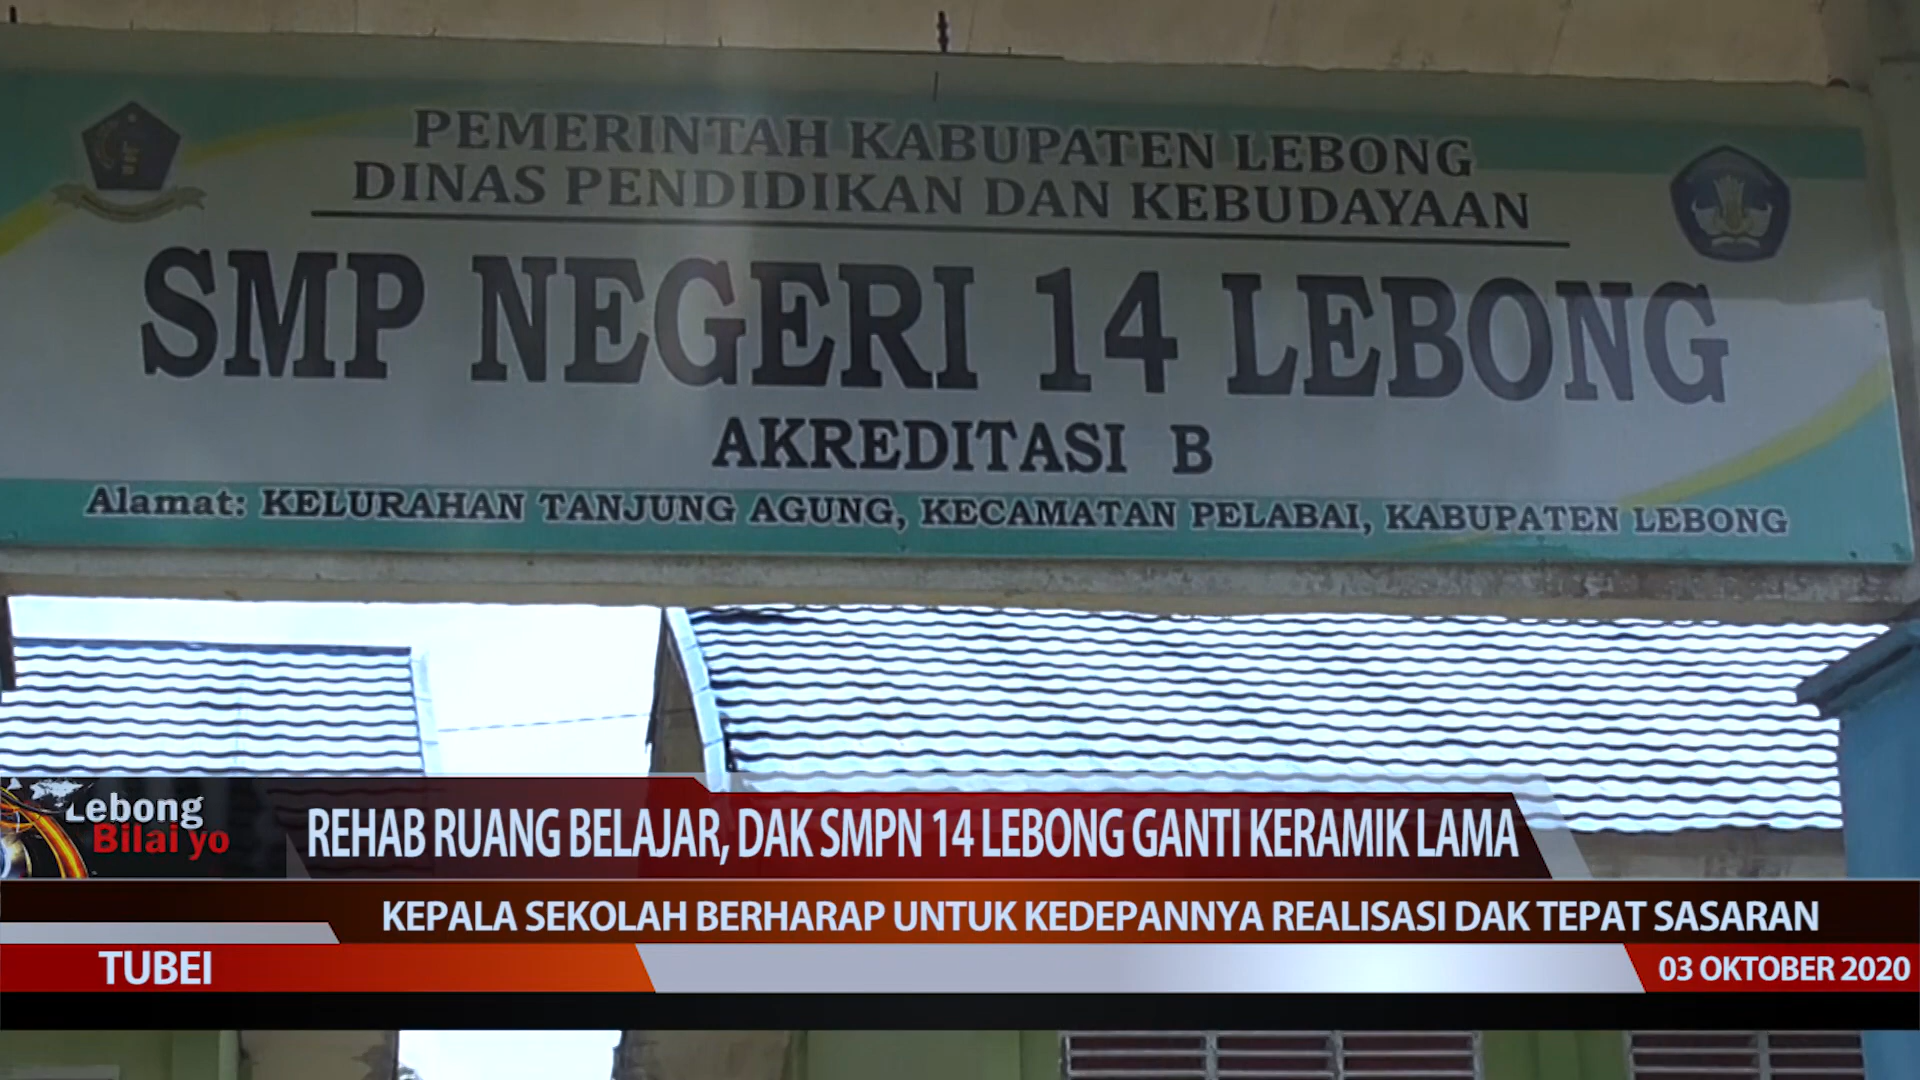 PEMERINTAH KABUPATEN LEBONG
DINAS PENDIDIKAN DAN KEBUDAYAAN
SMP NEGERI 14 LEBONG
AKREDITASI B
Alamat: KELURAHAN TANJUNG AGUNG, KECAMATAN PELABAI, KABUPATEN LEBONG
Lebong
Bilai yo
REHAB RUANG BELAJAR, DAK SMPN 14 LEBONG GANTI KERAMIK LAMA
KEPALA SEKOLAH BERHARAP UNTUK KEDEPANNYA REALISASI DAK TEPAT SASARAN
TUBEI
03 OKTOBER 2020